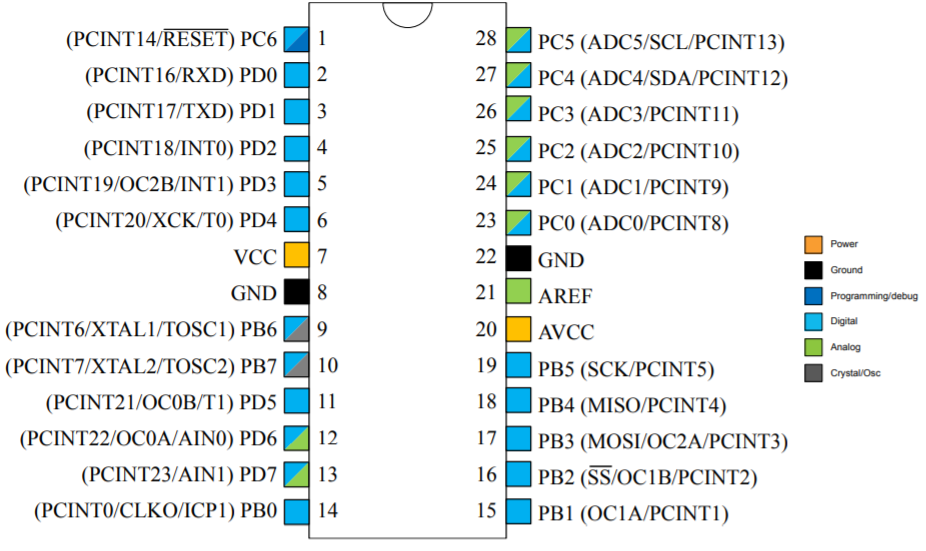 (PCINT14/RESET) PC6 1
(PCINT16/RXD) PD0 2
(PCINT17/TXD) PD1 3
(PCINT18/INT0) PD2 4
(PCINT19/OC2B/INT1) PD3 5
(PCINT20/XCK/T0) PD4 6
VCC 7
GND 8
(PCINT6/XTAL1/TOSC1) PB6 9
(PCINT7/XTAL2/TOSC2) PB7 10
(PCINT21/OC0B/T1) PD5 11
(PCINT22/OC0A/AIN0) PD6 12
(PCINT23/AIN1) PD7 13
(PCINT0/CLKO/ICP1) PB0 14
28 PC5 (ADC5/SCL/PCINT13)
27 PC4 (ADC4/SDA/PCINT12)
26 PC3 (ADC3/PCINT11)
25 PC2 (ADC2/PCINT10)
24 PC1 (ADC1/PCINT9)
23 PC0 (ADC0/PCINT8)
22 GND
21 AREF
20 AVCC
19 PB5 (SCK/PCINT5)
18 PB4 (MISO/PCINT4)
17 PB3 (MOSI/OC2A/PCINT3)
16 PB2 (SS/OC1B/PCINT2)
15 PB1 (OC1A/PCINT1)
Power
Ground
Programming/debug
Digital
Analog
Crystal/Osc